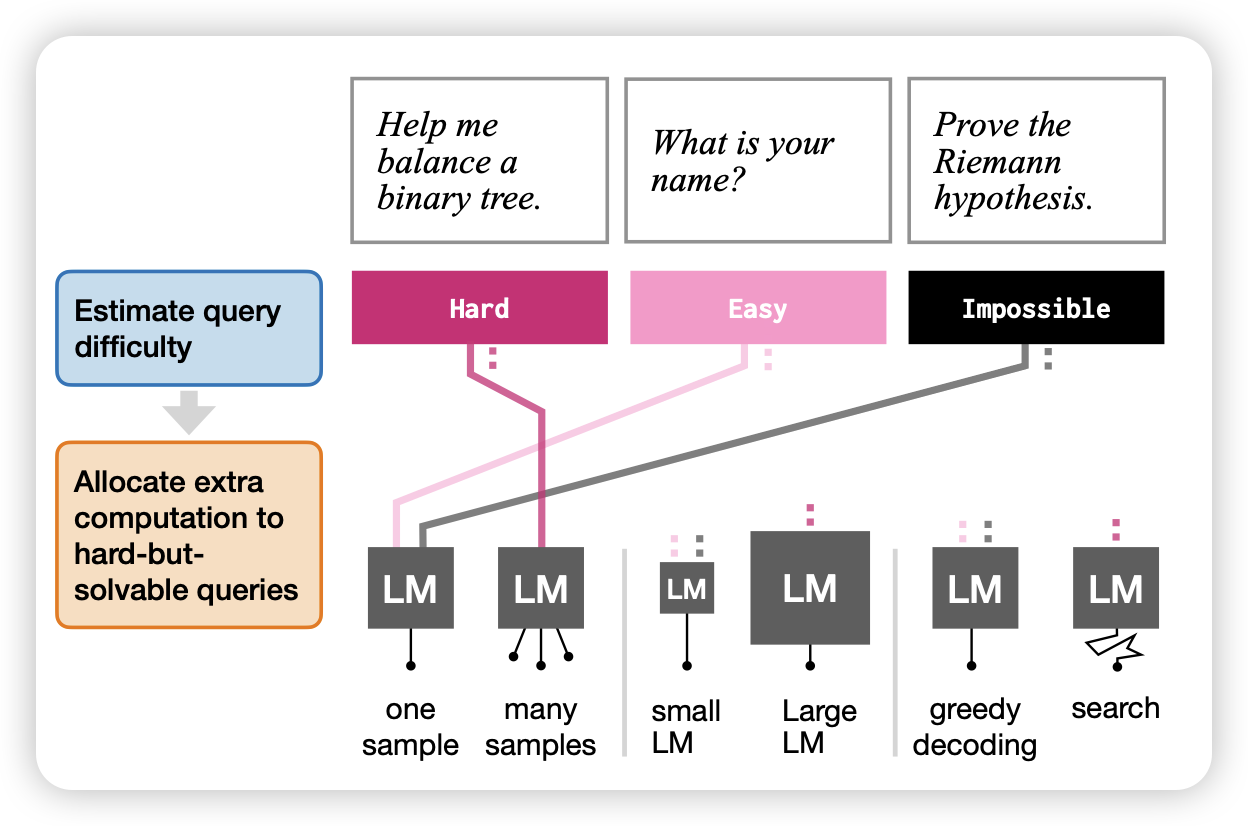 Help me
balance a
binary tree.
What is your
name?
Prove the
Riemann
hypothesis.
Estimate query
difficulty
Hard
Easy
Impossible
Allocate extra
computation to
hard-but-
solvable queries
LM
LM
LM
LM
LM
LM
one
sample
many
samples
small
LM
Large
LM
greedy
decoding
search